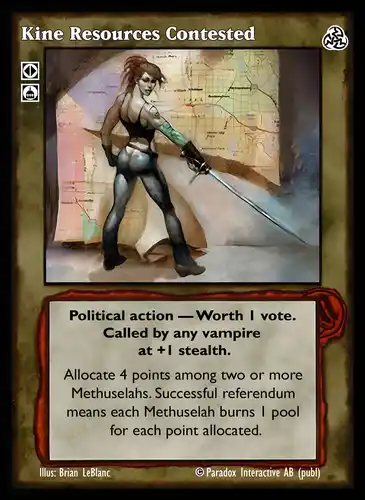 Kine Resources Contested
Political action — Worth 1 vote.
Called by any vampire
at +1 stealth.
Allocate 4 points among two or more
Methuselahs. Successful referendum
means each Methuselah burns 1 pool
for each point allocated.
Illus: Brian LeBlanc © Paradox Interactive AB (publ)